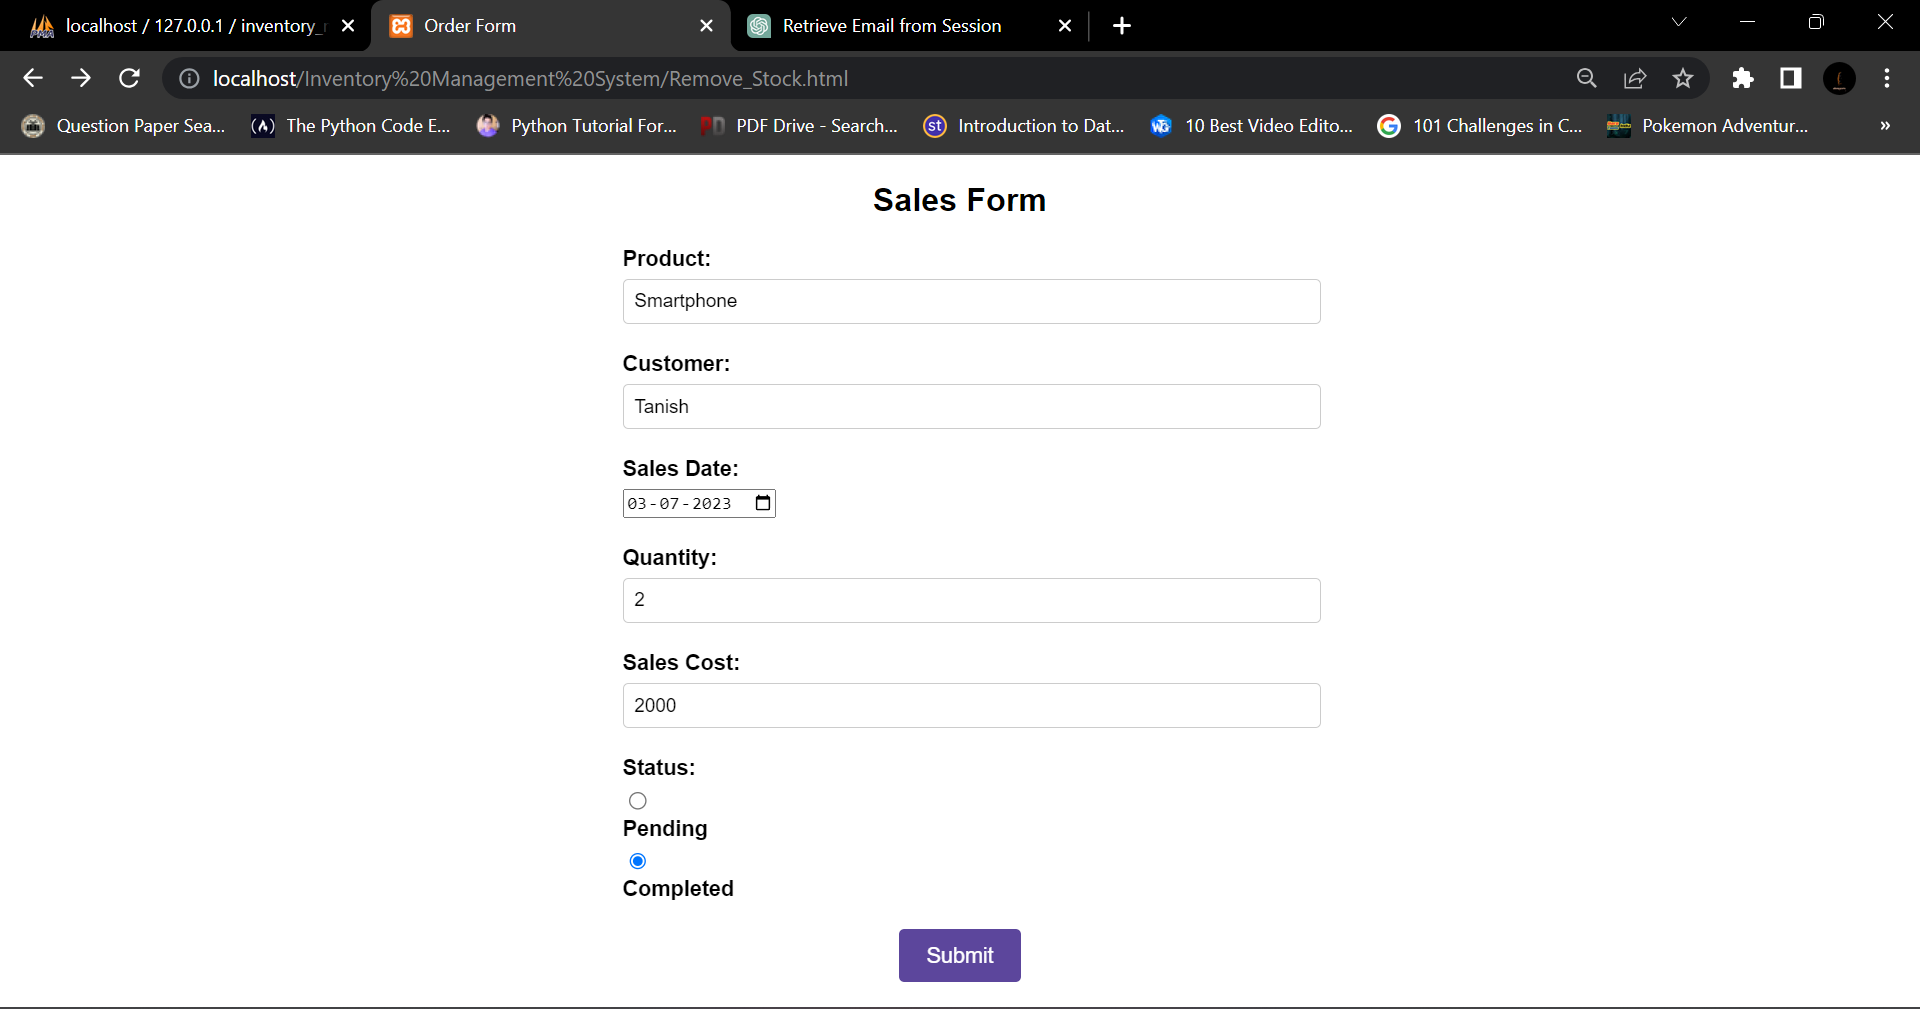 localhost / 127.0.0.1 / inventory_
Order Form
Retrieve Email from Session
localhost/Inventory%20Management%20System/Remove_Stock.html
Question Paper Sea...
The Python Code E...
Python Tutorial For...
PDF Drive - Search...
st
Introduction to Dat...
10 Best Video Edito...
101 Challenges in C...
Pokemon Adventur...
»
Sales Form
Product:
Smartphone
Customer:
Tanish
Sales Date:
03-07-2023
Quantity:
2
Sales Cost:
2000
Status:
Pending
Completed
Submit